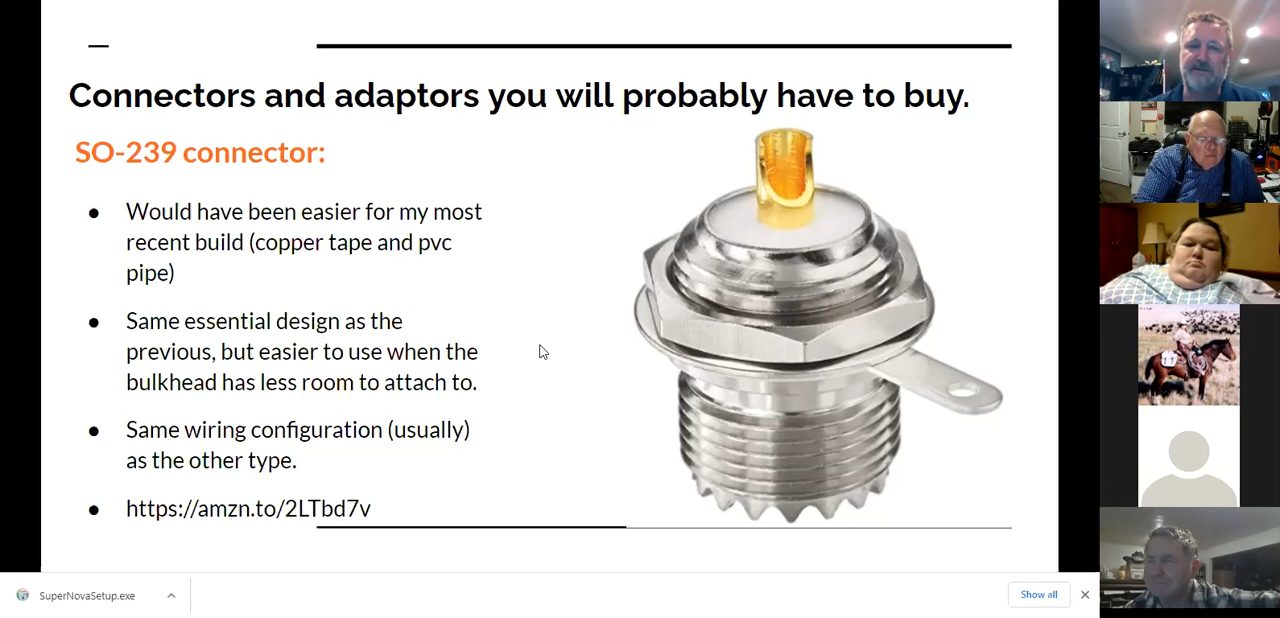 Connectors and adaptors you will probably have to buy.
SO-239 connector:
● Would have been easier for my most
recent build (copper tape and pvc
pipe)
● Same essential design as the
previous, but easier to use when the
bulkhead has less room to attach to.
● Same wiring configuration (usually)
as the other type.
● https://amzn.to/2LTbd7v
SuperNovaSetup.exe
Show all